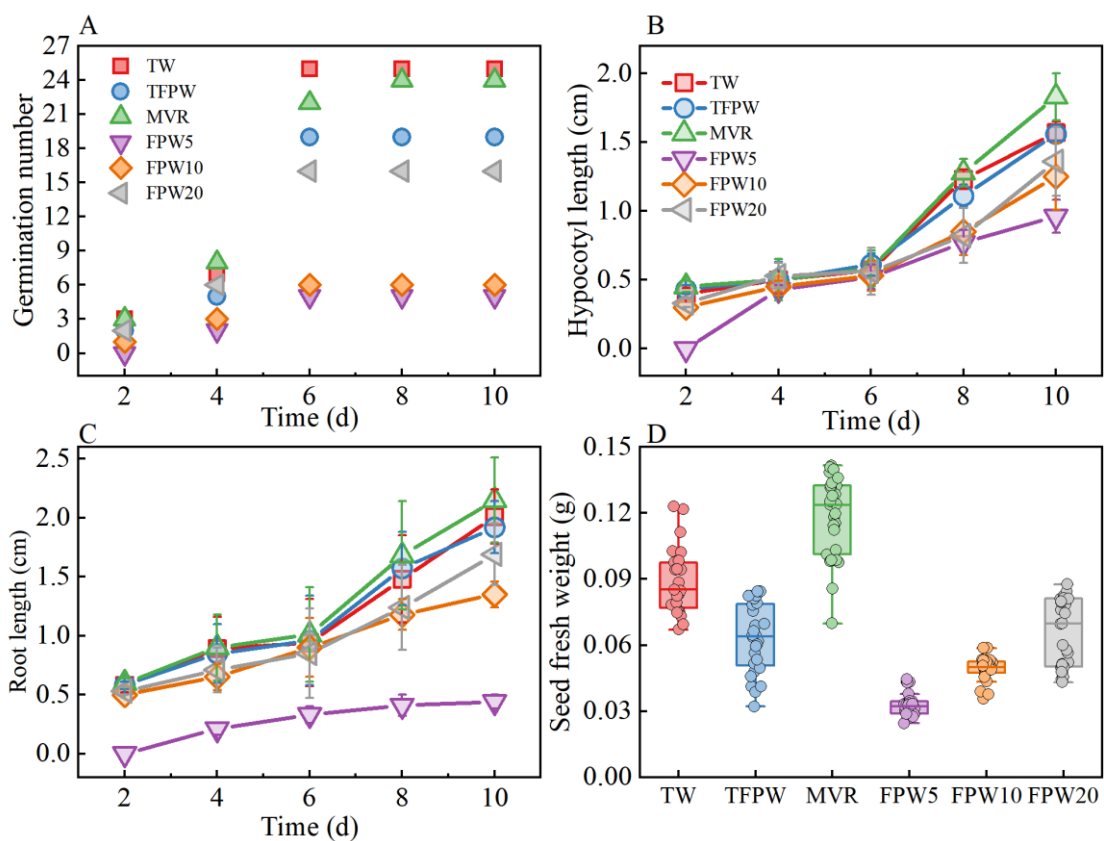 A
Germination number
27
24
21
18
15
12
9
6
3
0
TW
TFPW
MVR
FPW5
FPW10
FPW20
2 4 6 8 10
Time (d)
B
Hypocotyl length (cm)
2.0
1.5
1.0
0.5
0.0
TW
TFPW
MVR
FPW5
FPW10
FPW20
2 4 6 8 10
Time (d)
C
Root length (cm)
2.5
2.0
1.5
1.0
0.5
0.0
2 4 6 8 10
Time (d)
D
Seed fresh weight (g)
0.15
0.12
0.09
0.06
0.03
0.00
TW TFPW MVR FPW5 FPW10 FPW20